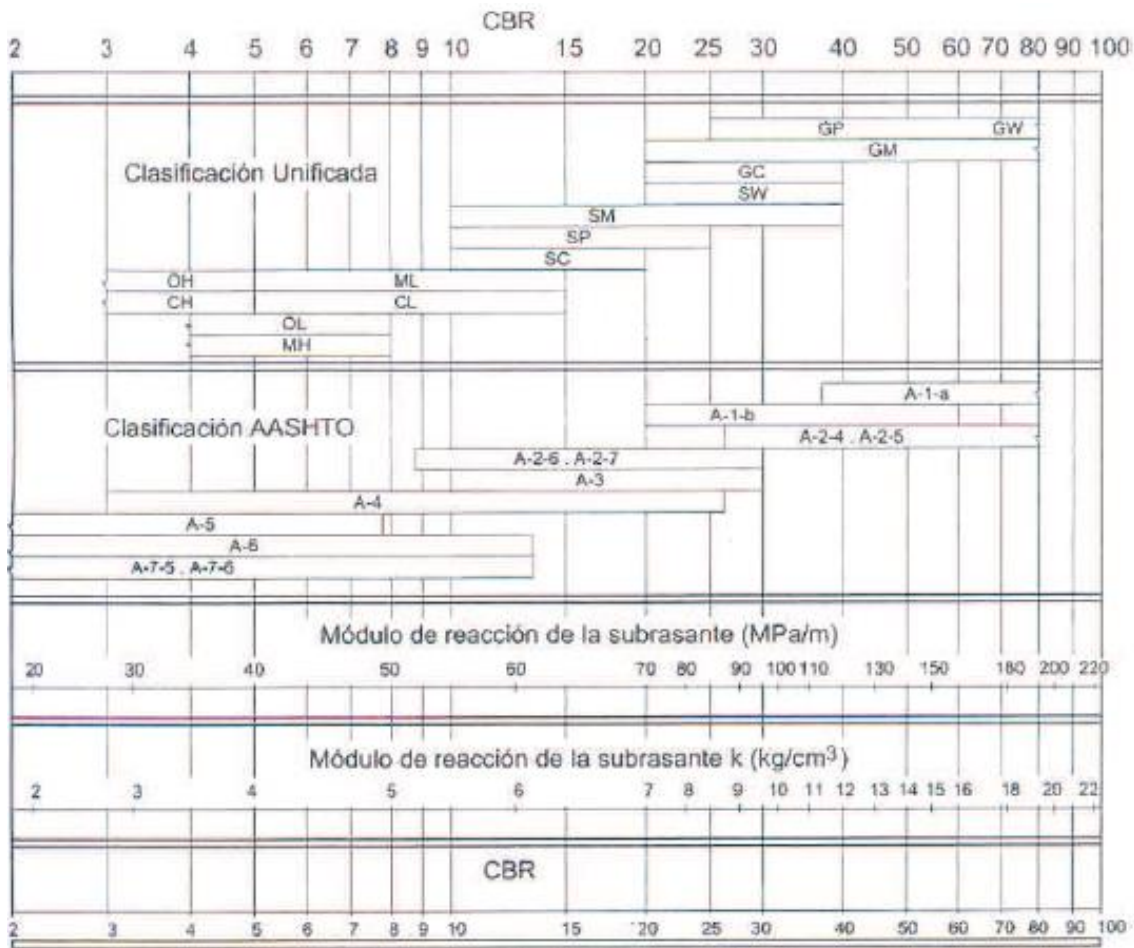 CBR
2 3 4 5 6 7 8 9 10 15 20 25 30 40 50 60 70 80 90 100
GP GW
Clasificación Unificada
GM
GC
SW
SM
SP
SC
OH ML
CH CL
OL
MH
A-1-a
Clasificación AASHTO
A-1-b
A-2-4 . A-2-5
A-2-6 . A-2-7
A-3
A-4
A-5
A-6
A-7-5 . A-7-6
Módulo de reacción de la subrasante (MPa/m)
20 30 40 50 60 70 80 90 100 110 130 150 180 200 220
Módulo de reacción de la subrasante k (kg/cm³)
2 3 4 5 6 7 8 9 10 11 12 13 14 15 16 18 20 22
CBR
2 3 4 5 6 7 8 9 10 15 20 25 30 40 50 60 70 80 90 100